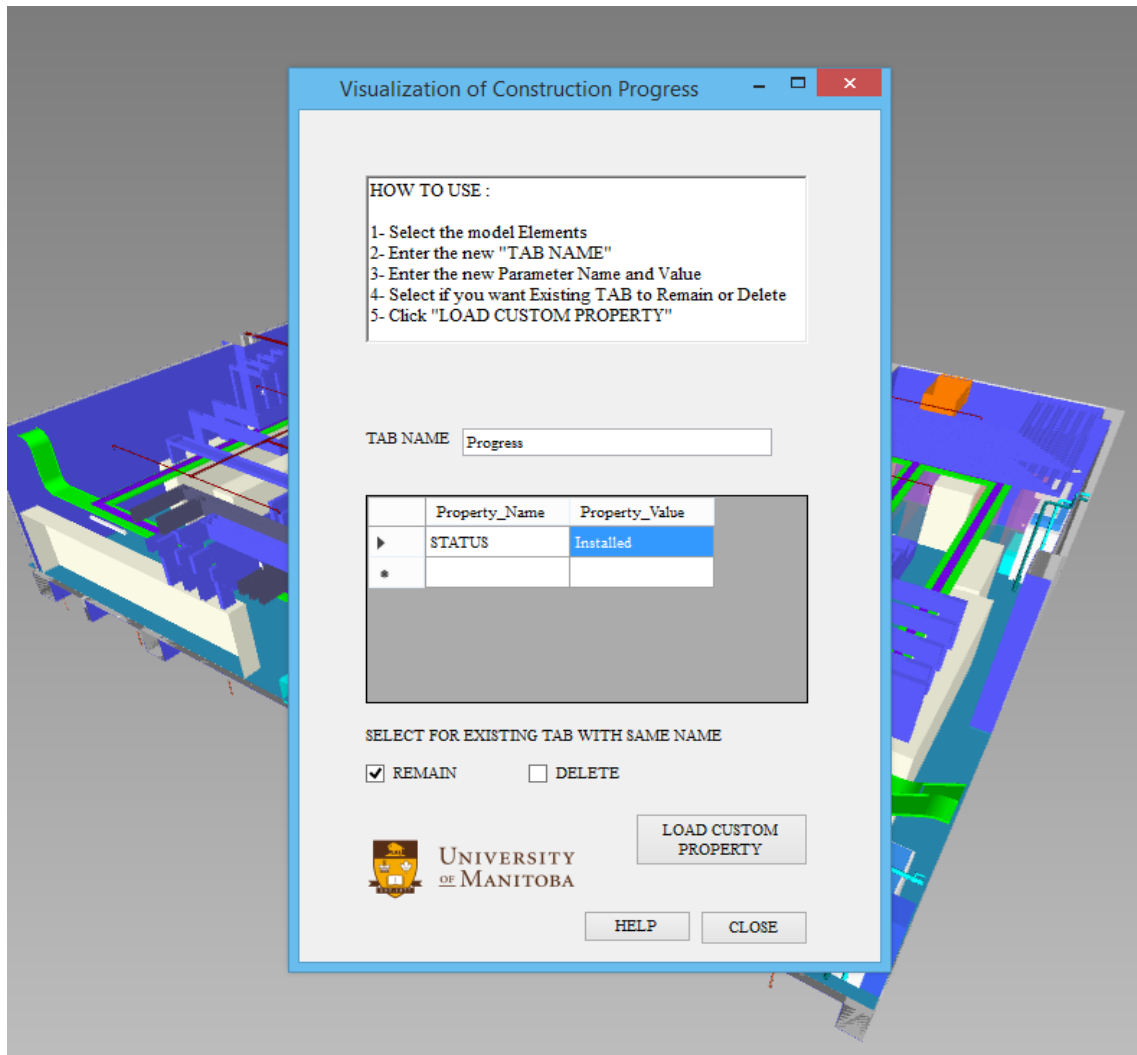 Visualization of Construction Progress
HOW TO USE :
1- Select the model Elements
2- Enter the new "TAB NAME"
3- Enter the new Parameter Name and Value
4- Select if you want Existing TAB to Remain or Delete
5- Click "LOAD CUSTOM PROPERTY"
TAB NAME Progress
Property_Name Property_Value
STATUS Installed
SELECT FOR EXISTING TAB WITH SAME NAME
REMAIN DELETE
LOAD CUSTOM
PROPERTY
UNIVERSITY
OF MANITOBA
HELP CLOSE